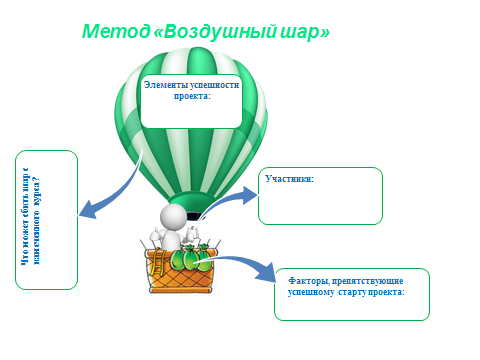 Метод «Воздушный шар»
Элементы успешности
проекта:
Что может сбить шар с
намеченного курса?
Участники:
Факторы, препятствующие
успешному старту проекта: